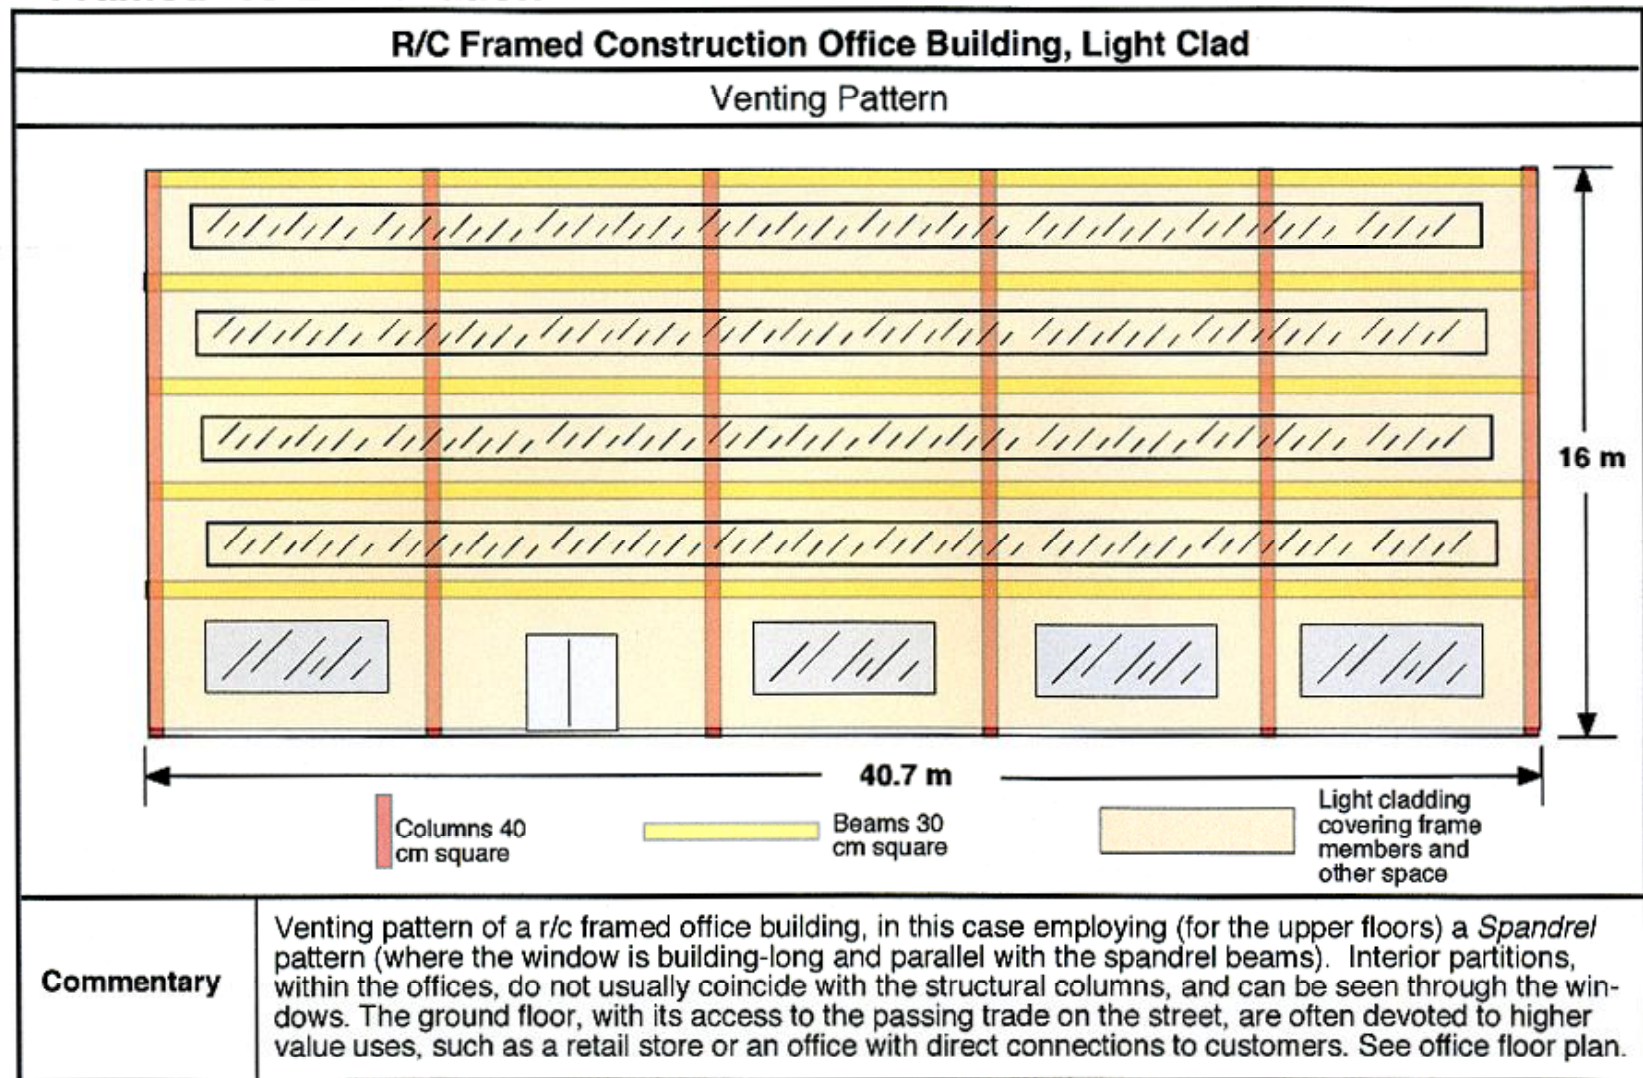 R/C Framed Construction Office Building, Light Clad
Venting Pattern
16 m
40.7 m
Columns 40
cm square
Beams 30
cm square
Light cladding
covering frame
members and
other space
Commentary
Venting pattern of a r/c framed office building, in this case employing (for the upper floors) a Spandrel
pattern (where the window is building-long and parallel with the spandrel beams).  Interior partitions,
within the offices, do not usually coincide with the structural columns, and can be seen through the win-
dows. The ground floor, with its access to the passing trade on the street, are often devoted to higher
value uses, such as a retail store or an office with direct connections to customers. See office floor plan.